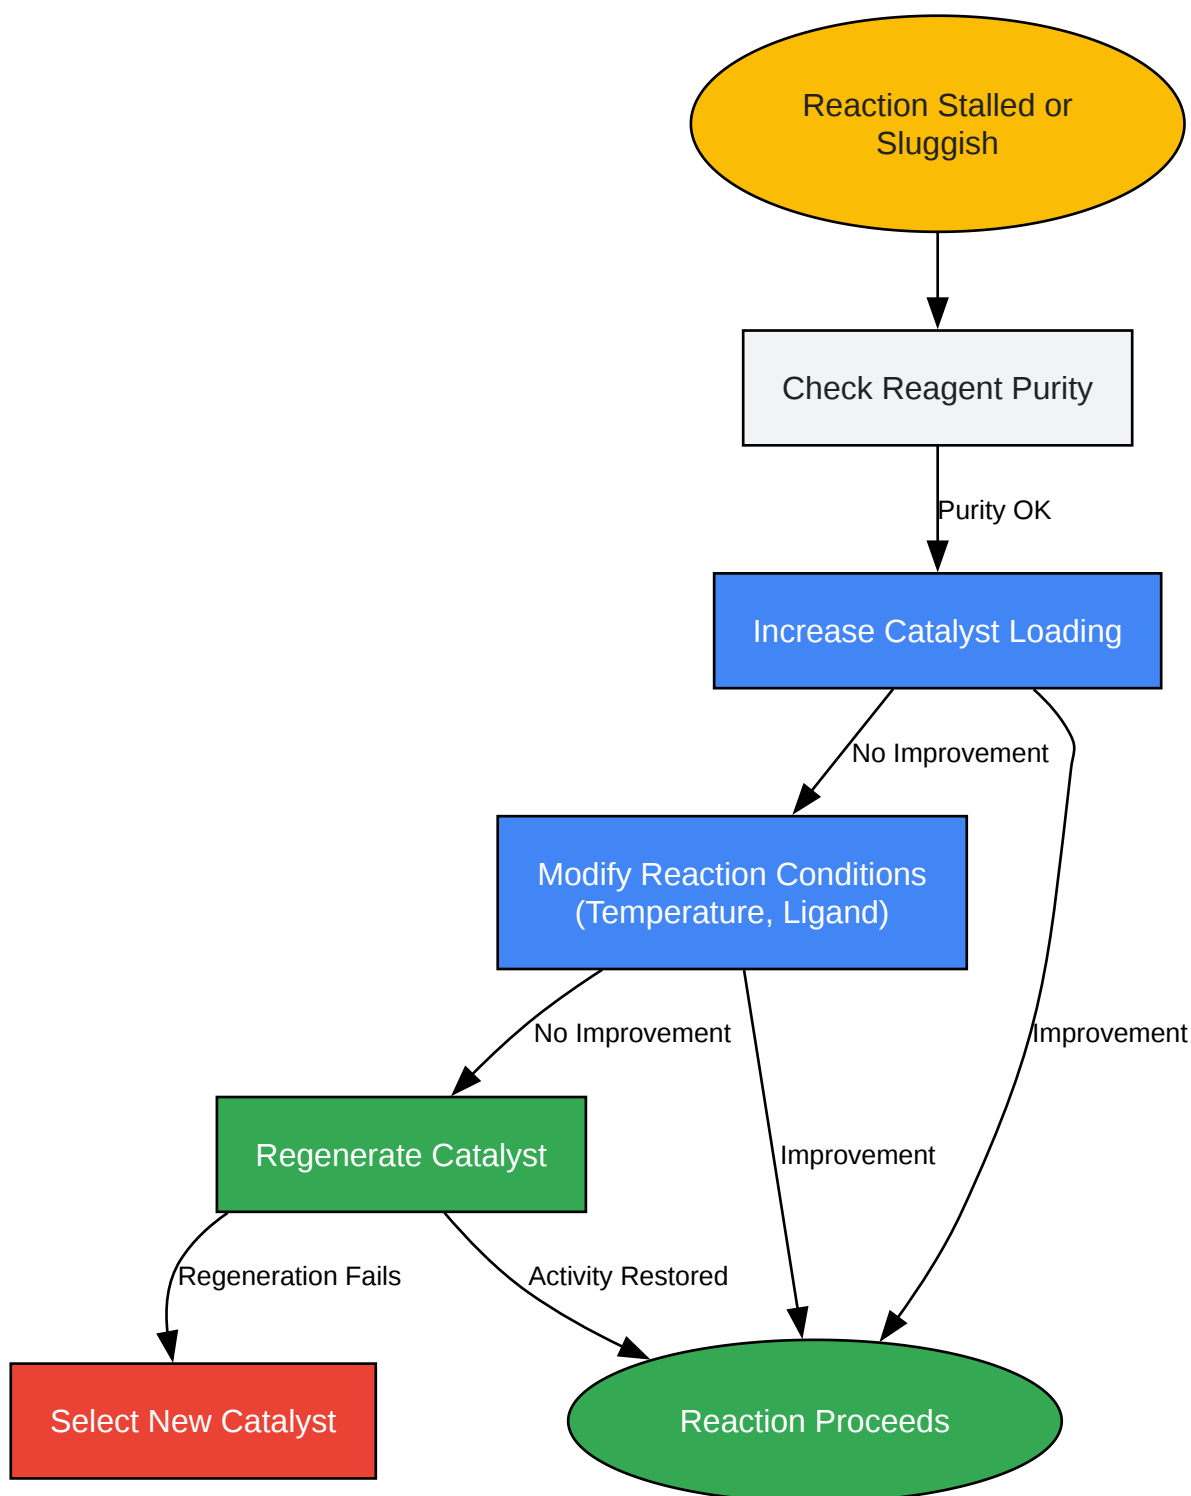 Reaction Stalled or
Sluggish
Check Reagent Purity
Purity OK
Increase Catalyst Loading
No Improvement
Modify Reaction Conditions
(Temperature, Ligand)
No Improvement
Improvement
Regenerate Catalyst
Improvement
Regeneration Fails
Activity Restored
Select New Catalyst
Reaction Proceeds